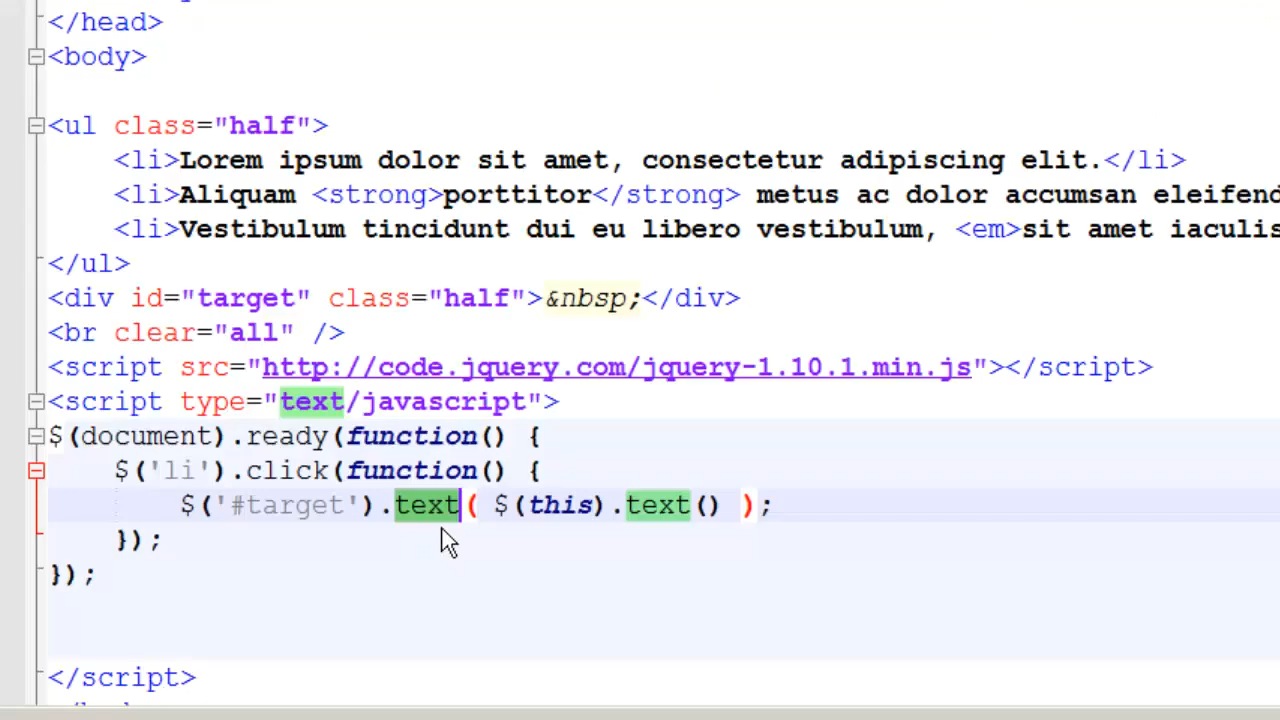 </head>
<body>
<ul class="half">
<li>Lorem ipsum dolor sit amet, consectetur adipiscing elit.</li>
<li>Aliquam <strong>porttitor</strong> metus ac dolor accumsan eleifend
<li>Vestibulum tincidunt dui eu libero vestibulum, <em>sit amet iaculis
</ul>
<div id="target" class="half">&nbsp;</div>
<br clear="all" />
<script src="http://code.jquery.com/jquery-1.10.1.min.js"></script>
<script type="text/javascript">
$(document).ready(function() {
$('li').click(function() {
$('#target').text( $(this).text() );
});
});
</script>